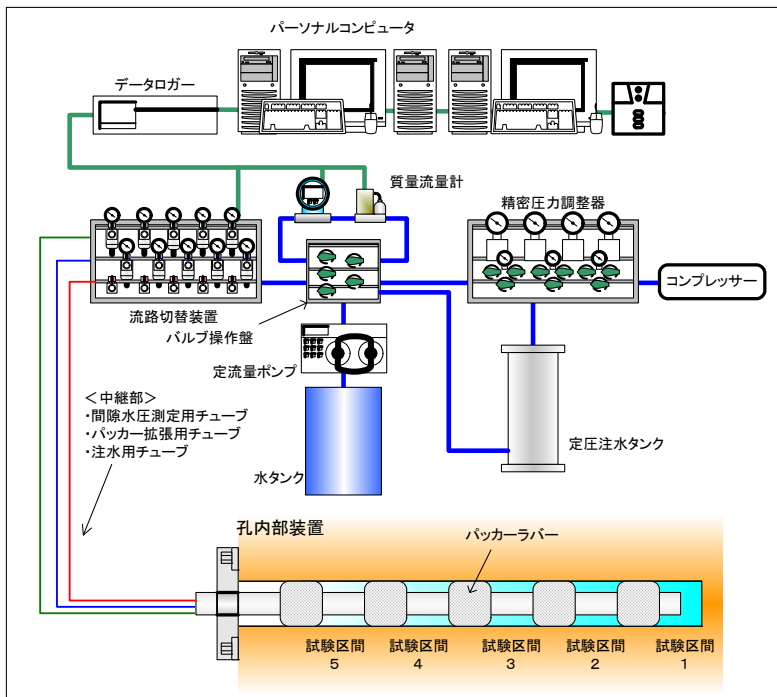 パーソナルコンピュータ
データロガー
質量流量計
精密圧力調整器
コンプレッサー
流路切替装置
バルブ操作盤
定流量ポンプ
＜中継部＞
・間隙水圧測定用チューブ
・パッカー拡張用チューブ
・注水用チューブ
水タンク
定圧注水タンク
孔内部装置
パッカーラバー
試験区間
5
試験区間
4
試験区間
3
試験区間
2
試験区間
1